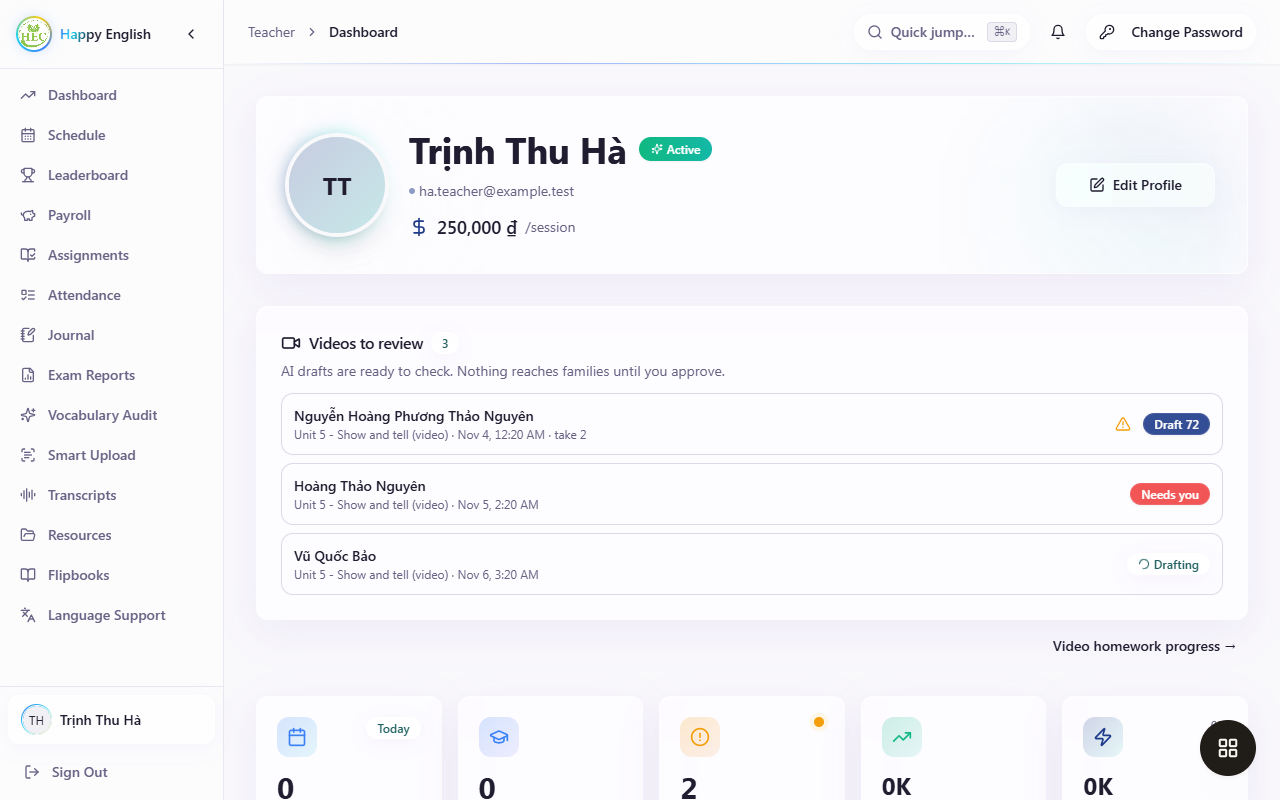 HEC
Happy English
Teacher
Dashboard
Quick jump...
⌘K
Change Password
Dashboard
Schedule
Leaderboard
Payroll
Assignments
Attendance
Journal
Exam Reports
Vocabulary Audit
Smart Upload
Transcripts
Resources
Flipbooks
Language Support
TH
Trịnh Thu Hà
Sign Out
TT
Trịnh Thu Hà
Active
ha.teacher@example.test
250,000 ₫ /session
Edit Profile
Videos to review 3
AI drafts are ready to check. Nothing reaches families until you approve.
Nguyễn Hoàng Phương Thảo Nguyên
Unit 5 - Show and tell (video) · Nov 4, 12:20 AM · take 2
Draft 72
Hoàng Thảo Nguyên
Unit 5 - Show and tell (video) · Nov 5, 2:20 AM
Needs you
Vũ Quốc Bảo
Unit 5 - Show and tell (video) · Nov 6, 3:20 AM
Drafting
Video homework progress →
Today
0
0
2
0K
0K